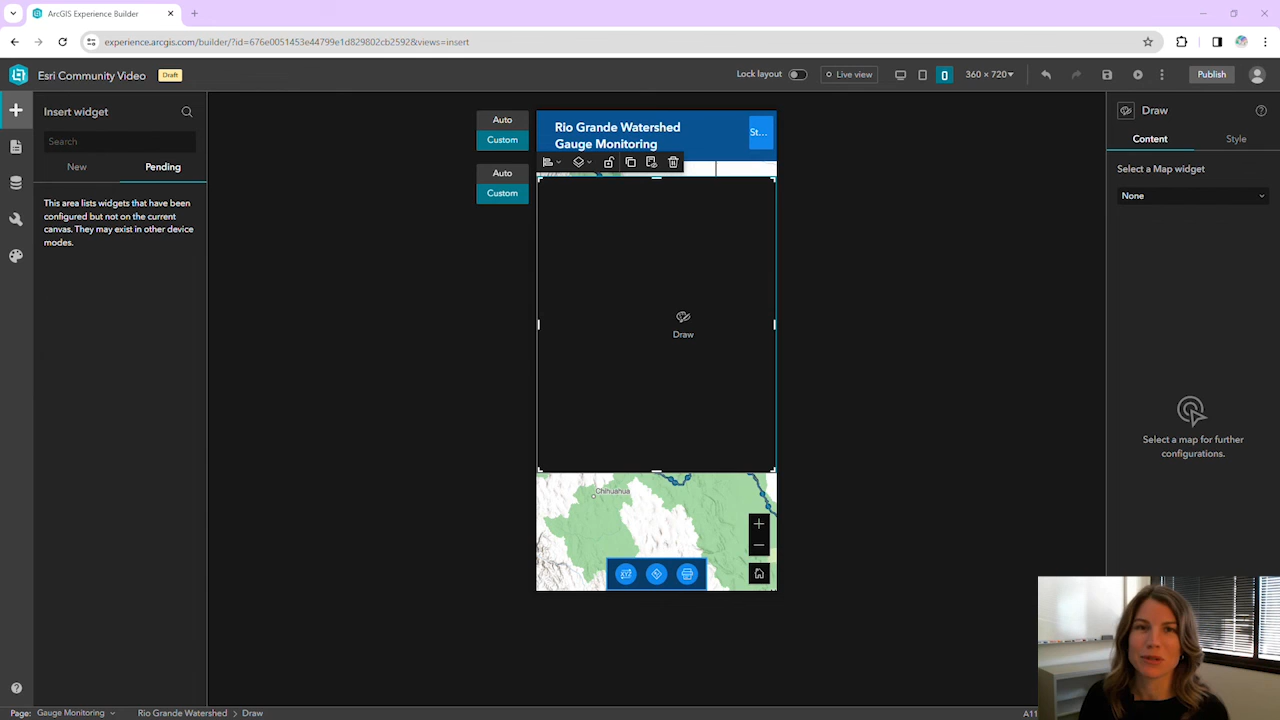 ArcGIS Experience Builder
experience.arcgis.com/builder/?id=676e0051453e44799e1d829802cb2592&views=insert
Esri Community Video
Draft
Lock layout
Live view
360 × 720
Publish
Insert widget
Search
New
Pending
This area lists widgets that have been
configured but not on the current
canvas. They may exist in other device
modes.
Auto
Custom
Auto
Custom
Rio Grande Watershed
Gauge Monitoring
St...
Draw
Chihuahua
Draw
Content
Style
Select a Map widget
None
Select a map for further
configurations.
Page:
Gauge Monitoring
Rio Grande Watershed > Draw
A11